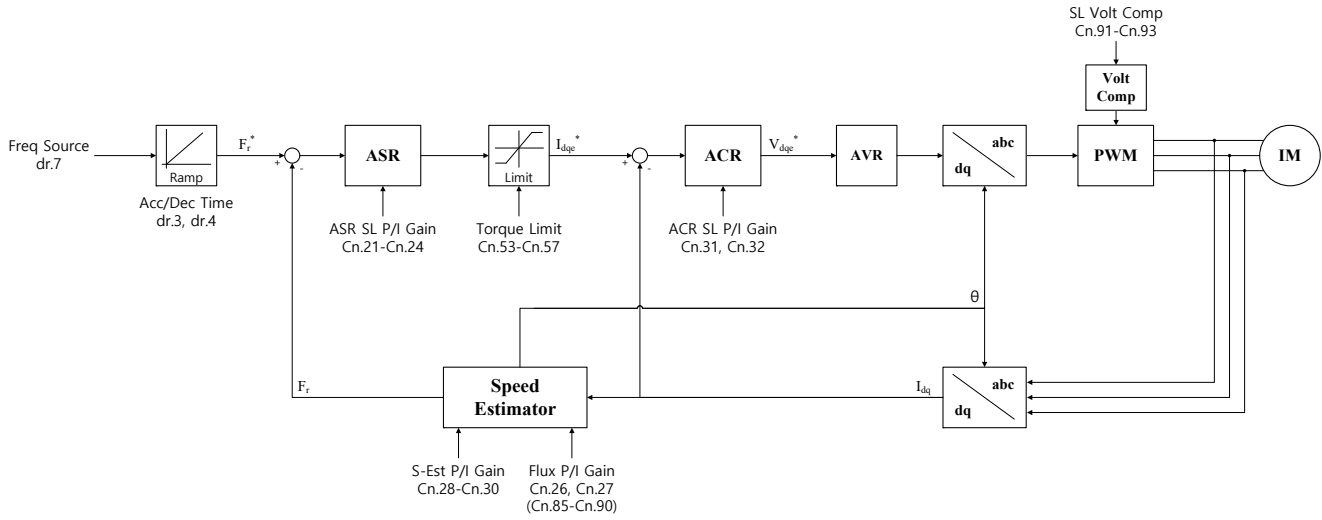 SL Volt Comp
Cn.91-Cn.93
Volt
Comp
Freq Source
dr.7
Ramp
Acc/Dec Time
dr.3, dr.4
Fr*
+
-
ASR
ASR SL P/I Gain
Cn.21-Cn.24
Limit
Torque Limit
Cn.53-Cn.57
Idqe*
+
-
ACR
ACR SL P/I Gain
Cn.31, Cn.32
Vdqe*
AVR
abc
dq
PWM
IM
θ
Fr
Speed
Estimator
Idq
abc
dq
S-Est P/I Gain
Cn.28-Cn.30
Flux P/I Gain
Cn.26, Cn.27
(Cn.85-Cn.90)